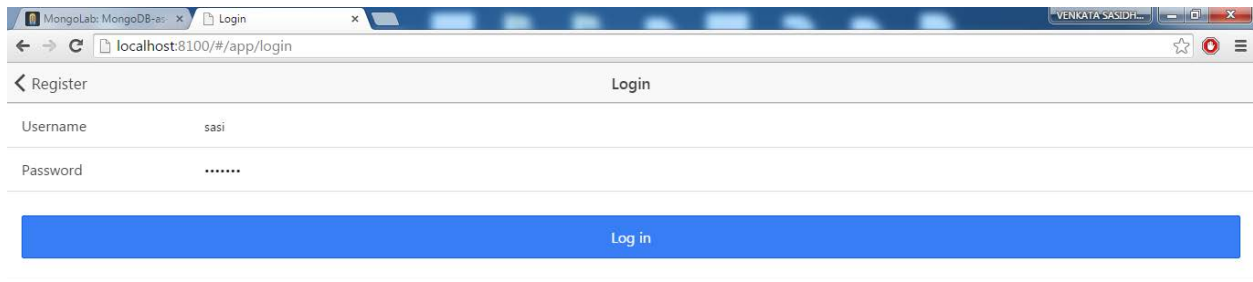 MongoLab: MongoDB-as-
Login
VENKATA SASIDH...
localhost:8100/#/app/login
Register
Login
Username
sasi
Password
•••••••
Log in